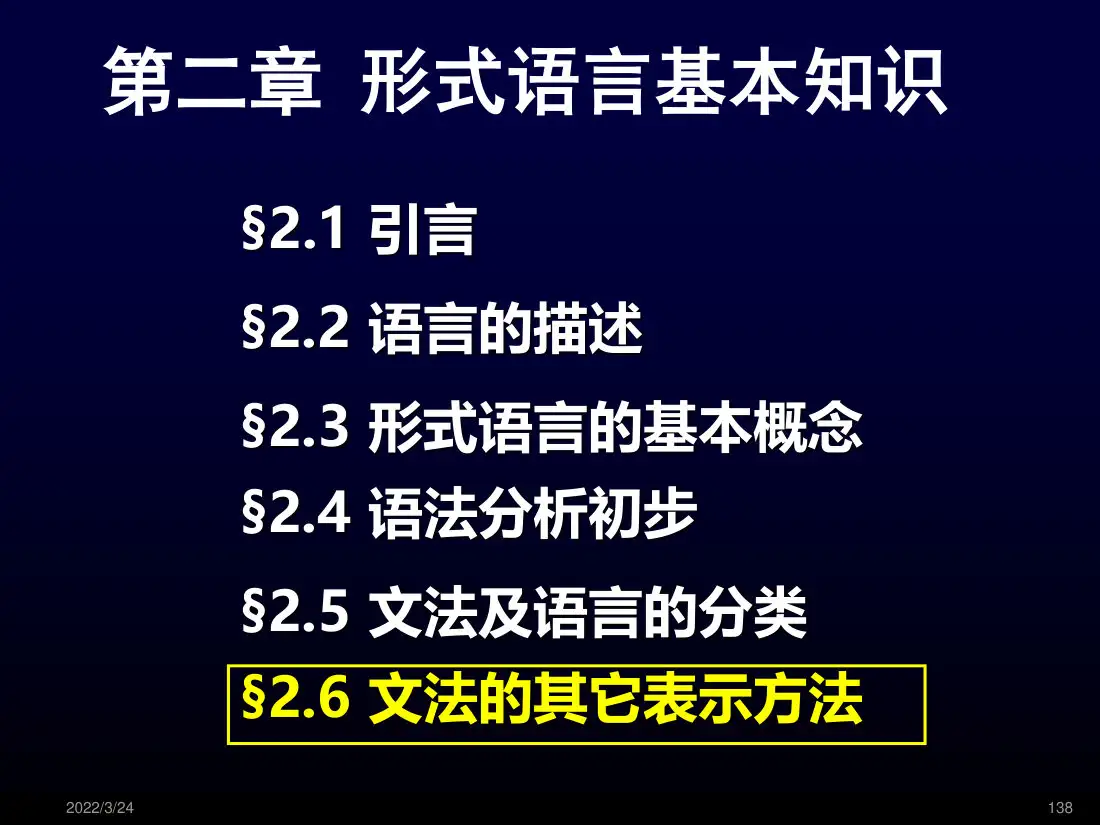 第二章 形式语言基本知识
§2.1 引言
§2.2 语言的描述
§2.3 形式语言的基本概念
§2.4 语法分析初步
§2.5 文法及语言的分类
§2.6 文法的其它表示方法
2022/3/24
138